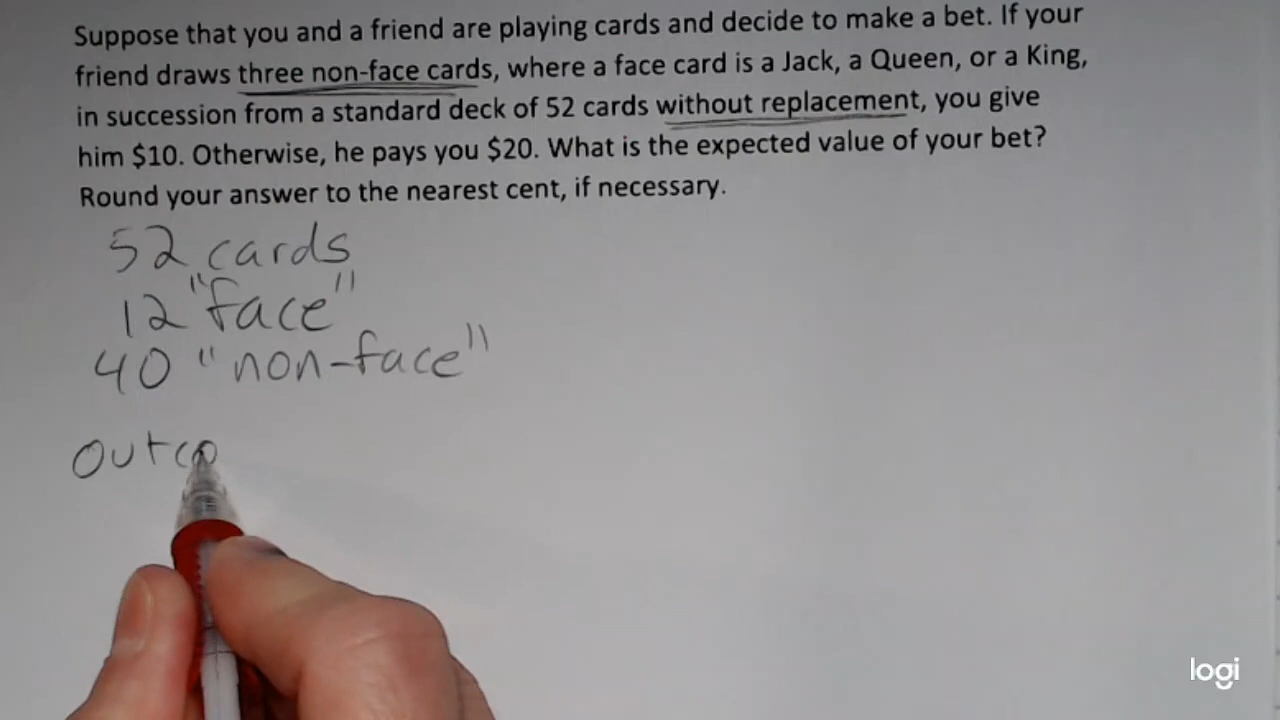 Suppose that you and a friend are playing cards and decide to make a bet. If your
friend draws three non-face cards, where a face card is a Jack, a Queen, or a King,
in succession from a standard deck of 52 cards without replacement, you give
him $10. Otherwise, he pays you $20. What is the expected value of your bet?
Round your answer to the nearest cent, if necessary.
52 cards
12 "face"
40 "non-face"
Outco
logi